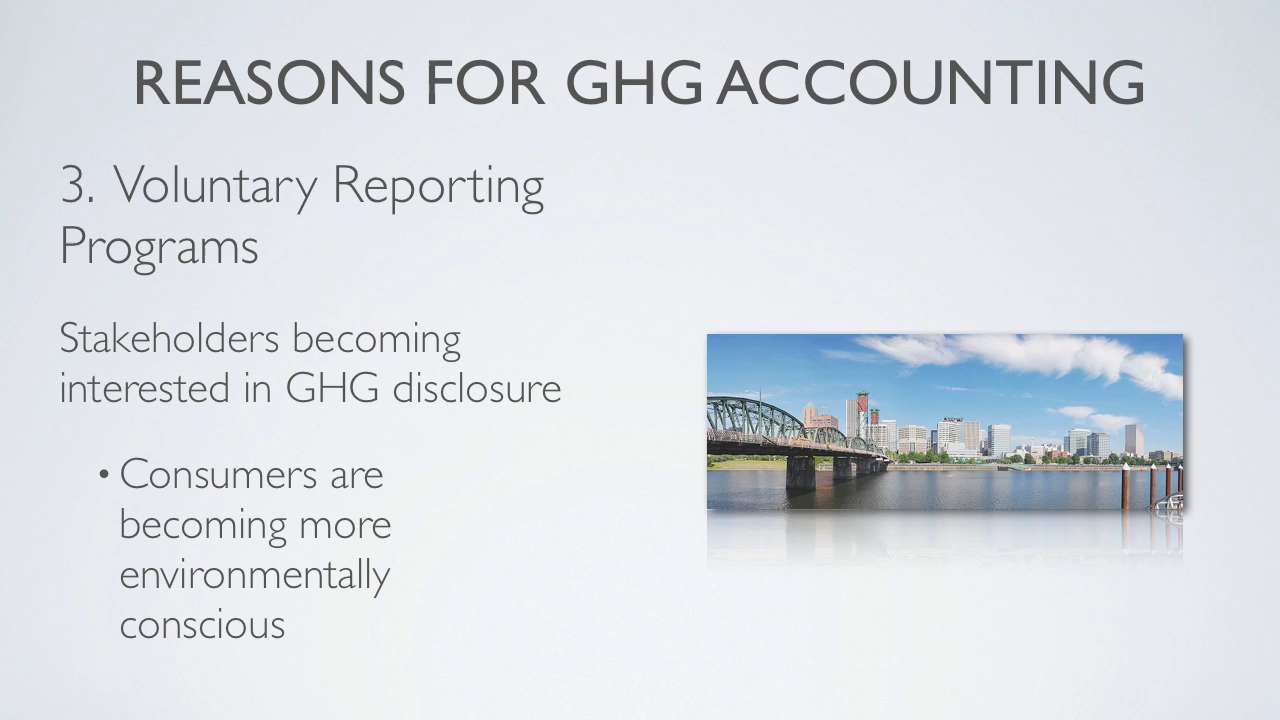 REASONS FOR GHG ACCOUNTING
3. Voluntary Reporting
Programs
Stakeholders becoming
interested in GHG disclosure
• Consumers are
becoming more
environmentally
conscious